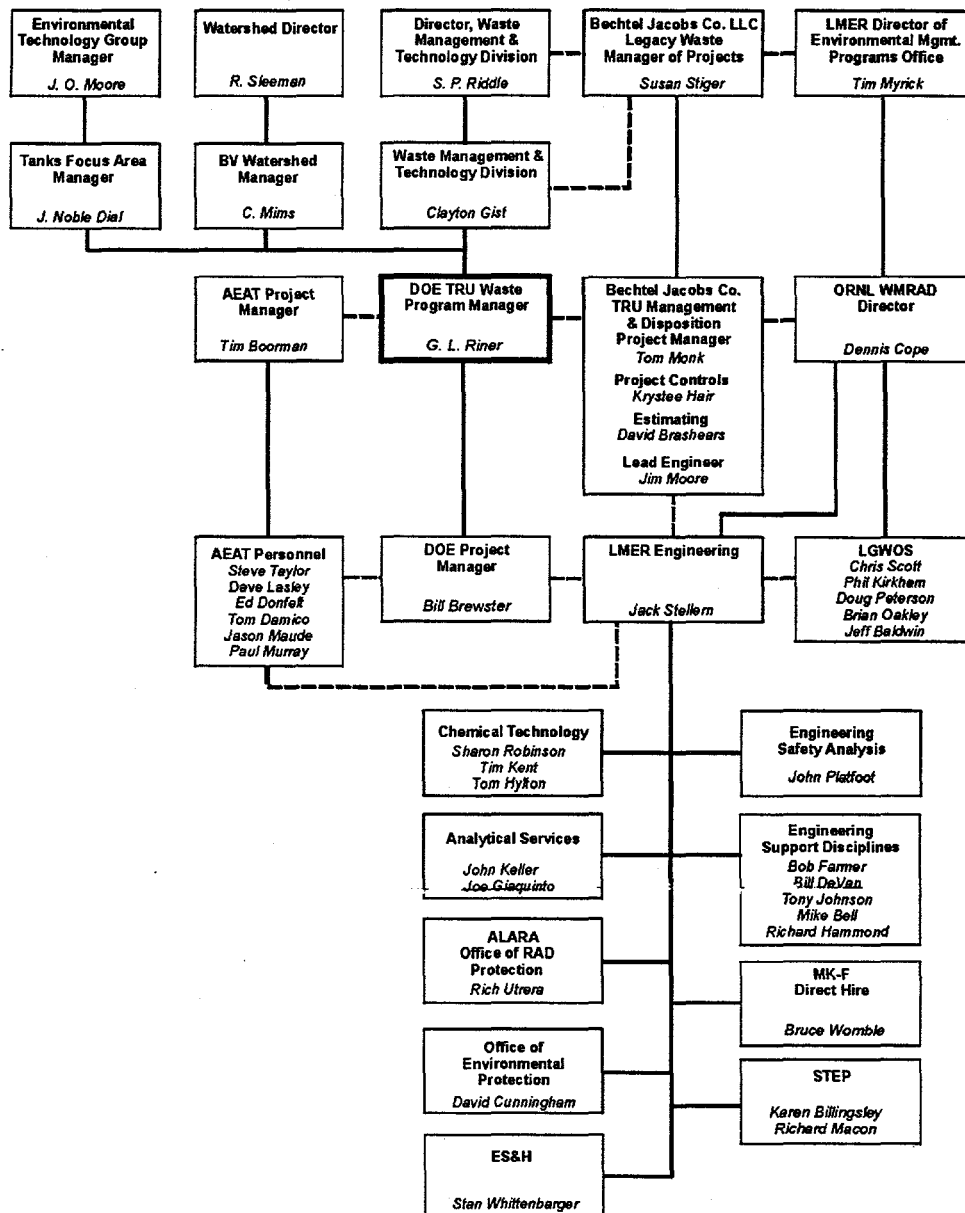 Environmental
Technology Group
Manager
J. O. Moore
Watershed Director
R. Sleeman
Director, Waste
Management &
Technology Division
S. P. Riddle
Bechtel Jacobs Co. LLC
Legacy Waste
Manager of Projects
Susan Stiger
LMER Director of
Environmental Mgmt.
Programs Office
Tim Myrick
Tanks Focus Area
Manager
J. Noble Dial
BV Watershed
Manager
C. Mims
Waste Management &
Technology Division
Clayton Gist
AEAT Project
Manager
Tim Boorman
DOE TRU Waste
Program Manager
G. L. Riner
Bechtel Jacobs Co.
TRU Management
& Disposition
Project Manager
Tom Monk
Project Controls
Krystee Hair
Estimating
David Brashears
Lead Engineer
Jim Moore
ORNL WMRAD
Director
Dennis Cope
AEAT Personnel
Steve Taylor
Dave Lasley
Ed Donfelt
Tom Damico
Jason Maude
Paul Murray
DOE Project
Manager
Bill Brewster
LMER Engineering
Jack Stellern
LGWOS
Chris Scott
Phil Kirkham
Doug Peterson
Brian Oakley
Jeff Baldwin
Chemical Technology
Sharon Robinson
Tim Kent
Tom Hylton
Engineering
Safety Analysis
John Platfoot
Analytical Services
John Keller
Joe Giaquinto
Engineering
Support Disciplines
Bob Farmer
Bill DeVan
Tony Johnson
Mike Bell
Richard Hammond
ALARA
Office of RAD
Protection
Rich Utrera
MK-F
Direct Hire
Bruce Womble
Office of
Environmental
Protection
David Cunningham
STEP
Karen Billingsley
Richard Macon
ES&H
Stan Whittenbarger